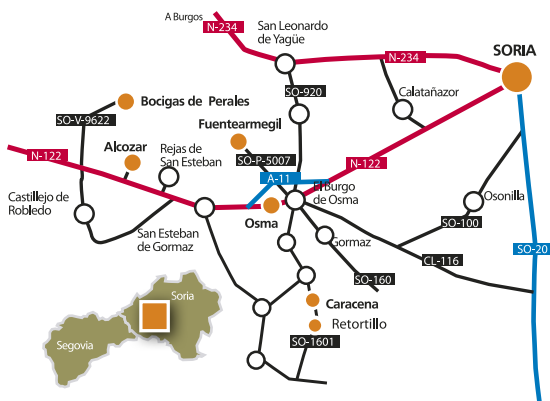 A Burgos
N-234
San Leonardo
de Yagüe
N-234
SORIA
SO-920
Calatañazor
SO-V-9622
Bocigas de Perales
Fuentearmegil
N-122
Alcozar
Rejas de
San Esteban
SO-P-5007
N-122
A-11
El Burgo
de Osma
Castillejo de
Robledo
San Esteban
de Gormaz
Osma
Gormaz
SO-100
Osonilla
SO-20
CL-116
SO-160
Caracena
Retortillo
SO-1601
Soria
Segovia